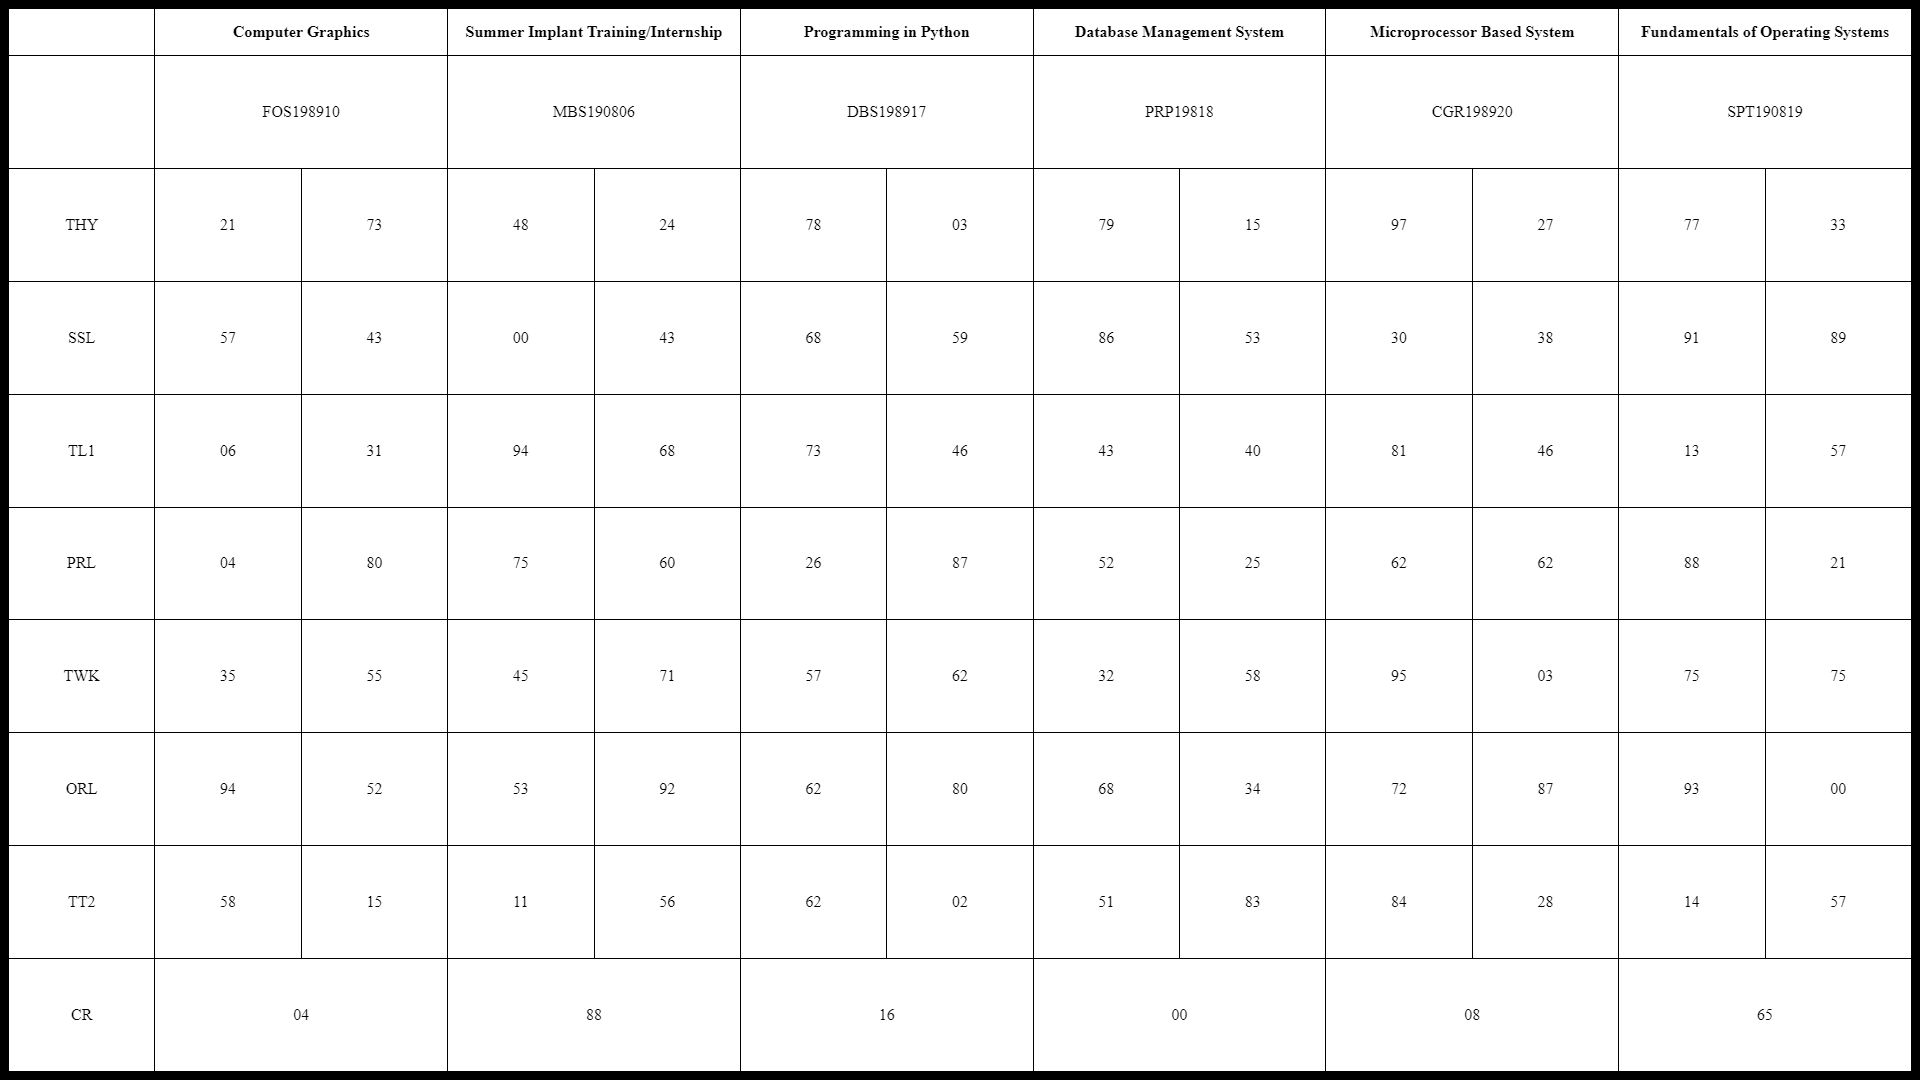 Computer Graphics Summer Implant Training/Internship Programming in Python Database Management System Microprocessor Based System Fundamentals of Operating Systems
FOS198910 MBS190806 DBS198917 PRP19818 CGR198920 SPT190819
THY 21 73 48 24 78 03 79 15 97 27 77 33
SSL 57 43 00 43 68 59 86 53 30 38 91 89
TL1 06 31 94 68 73 46 43 40 81 46 13 57
PRL 04 80 75 60 26 87 52 25 62 62 88 21
TWK 35 55 45 71 57 62 32 58 95 03 75 75
ORL 94 52 53 92 62 80 68 34 72 87 93 00
TT2 58 15 11 56 62 02 51 83 84 28 14 57
CR 04 88 16 00 08 65